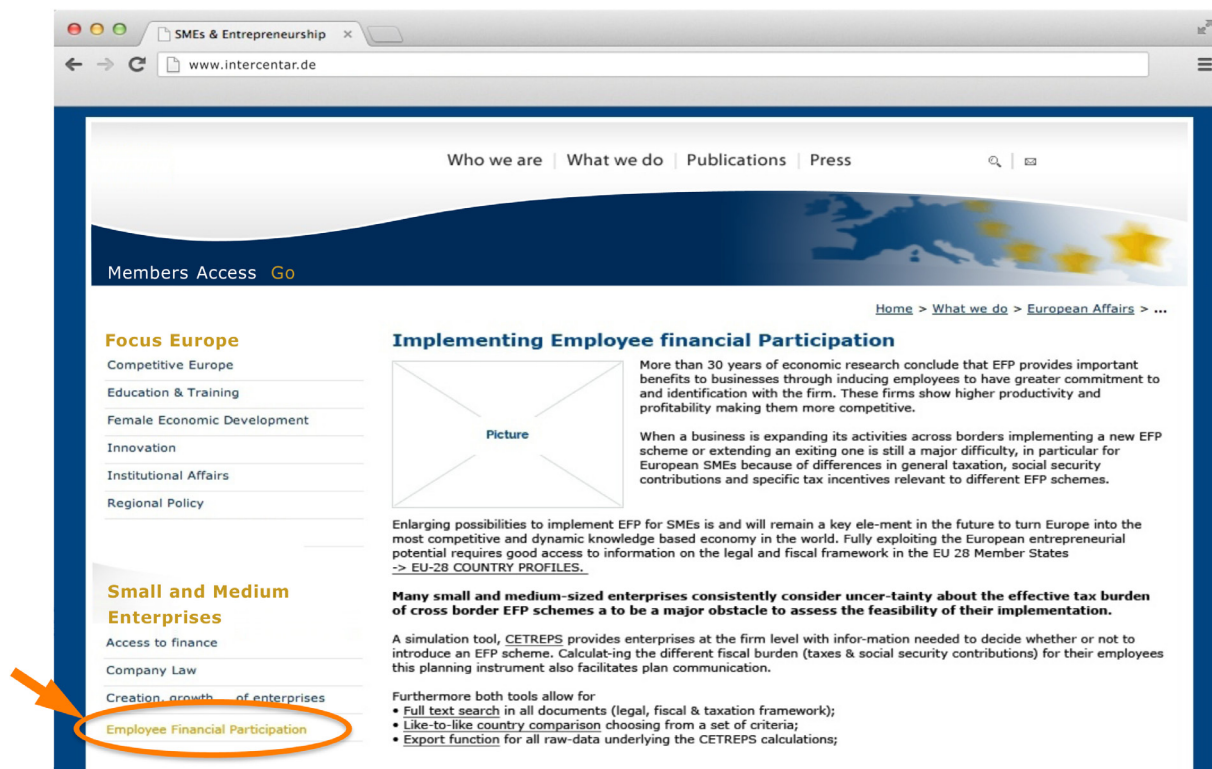 SMEs & Entrepreneurship
www.intercentar.de
Who we are | What we do | Publications | Press
Members Access Go
Home > What we do > European Affairs > ...
Focus Europe
Competitive Europe
Education & Training
Female Economic Development
Innovation
Institutional Affairs
Regional Policy
Small and Medium
Enterprises
Access to finance
Company Law
Creation, growth ... of enterprises
Employee Financial Participation
Implementing Employee financial Participation
Picture
More than 30 years of economic research conclude that EFP provides important
benefits to businesses through inducing employees to have greater commitment to
and identification with the firm. These firms show higher productivity and
profitability making them more competitive.
When a business is expanding its activities across borders implementing a new EFP
scheme or extending an exiting one is still a major difficulty, in particular for
European SMEs because of differences in general taxation, social security
contributions and specific tax incentives relevant to different EFP schemes.
Enlarging possibilities to implement EFP for SMEs is and will remain a key ele-ment in the future to turn Europe into the
most competitive and dynamic knowledge based economy in the world. Fully exploiting the European entrepreneurial
potential requires good access to information on the legal and fiscal framework in the EU 28 Member States
-> EU-28 COUNTRY PROFILES.
Many small and medium-sized enterprises consistently consider uncer-tainty about the effective tax burden
of cross border EFP schemes a to be a major obstacle to assess the feasibility of their implementation.
A simulation tool, CETREPS provides enterprises at the firm level with infor-mation needed to decide whether or not to
introduce an EFP scheme. Calculat-ing the different fiscal burden (taxes & social security contributions) for their employees
this planning instrument also facilitates plan communication.
Furthermore both tools allow for
• Full text search in all documents (legal, fiscal & taxation framework);
• Like-to-like country comparison choosing from a set of criteria;
• Export function for all raw-data underlying the CETREPS calculations;